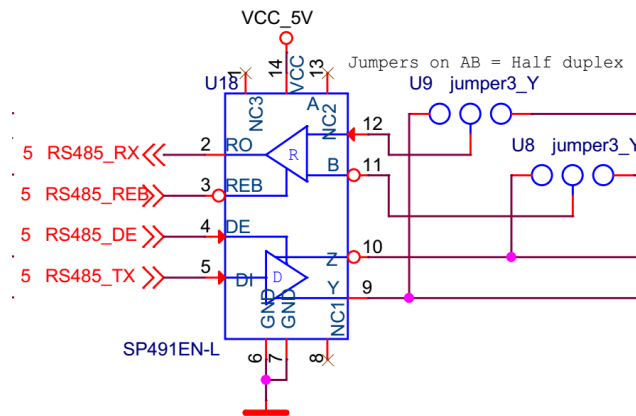 VCC_5V
Jumpers on AB = Half duplex
U18
1
14
13
VCC
NC3
NC2
A
U9 jumper3_Y
U8 jumper3_Y
12
5 RS485_RX
2
RO
R
B
11
5 RS485_REB
3
REB
5 RS485_DE
4
DE
Z
10
5 RS485_TX
5
DI
D
Y
9
GND
GND
NC1
SP491EN-L
6
7
8